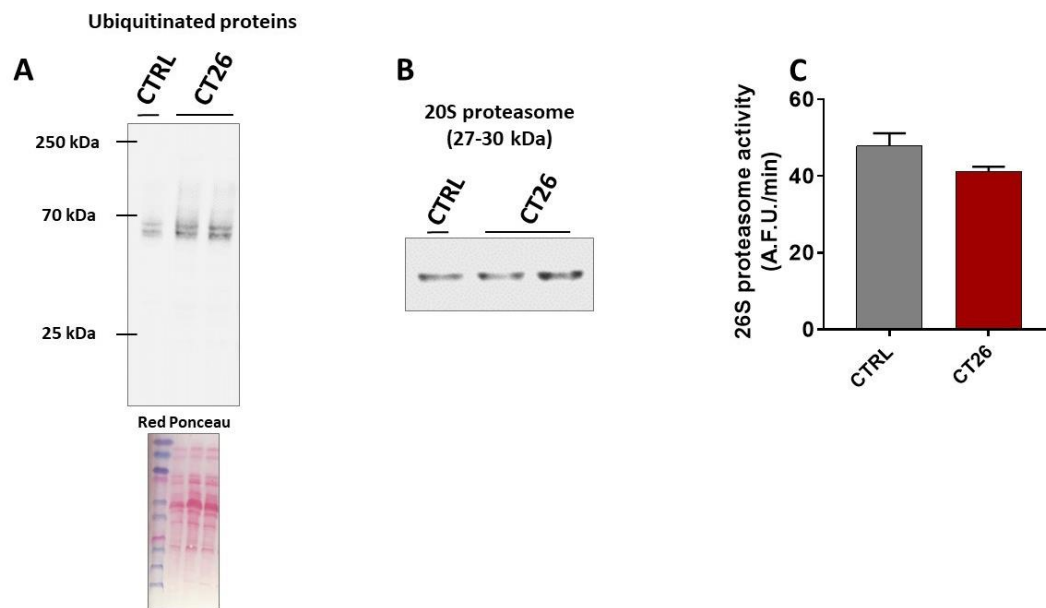 Ubiquitinated proteins
A
CTRL
CT26
250 kDa
70 kDa
25 kDa
Red Ponceau
B
20S proteasome
(27-30 kDa)
CTRL
CT26
C
26S proteasome activity
(A.F.U./min)
60
40
20
0
CTRL
CT26